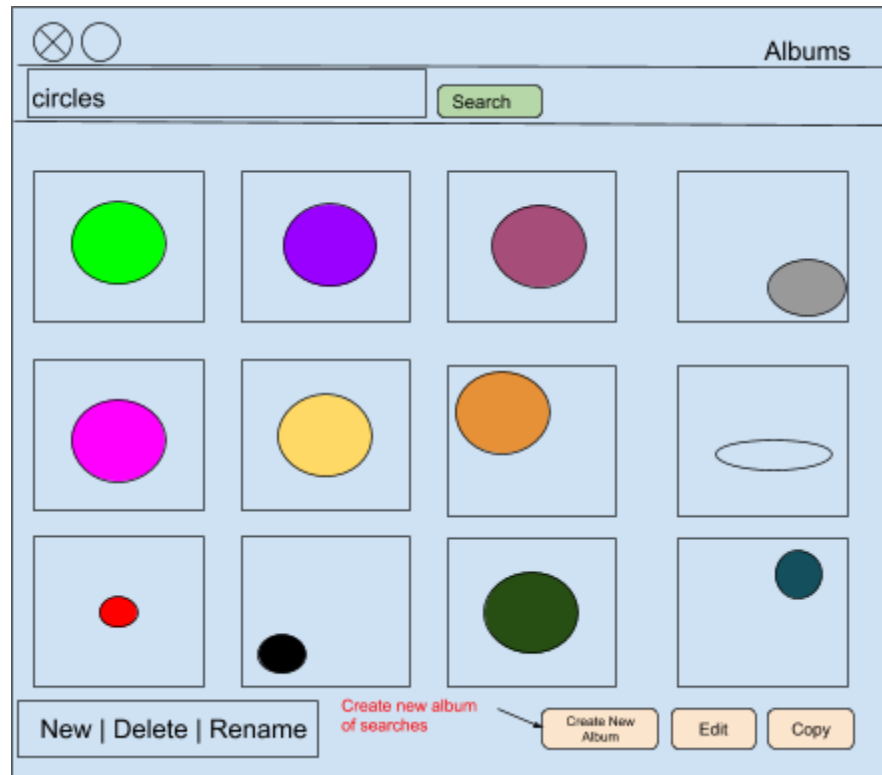 Albums
circles
Search
Create new album
of searches
New | Delete | Rename
Create New
Album
Edit
Copy